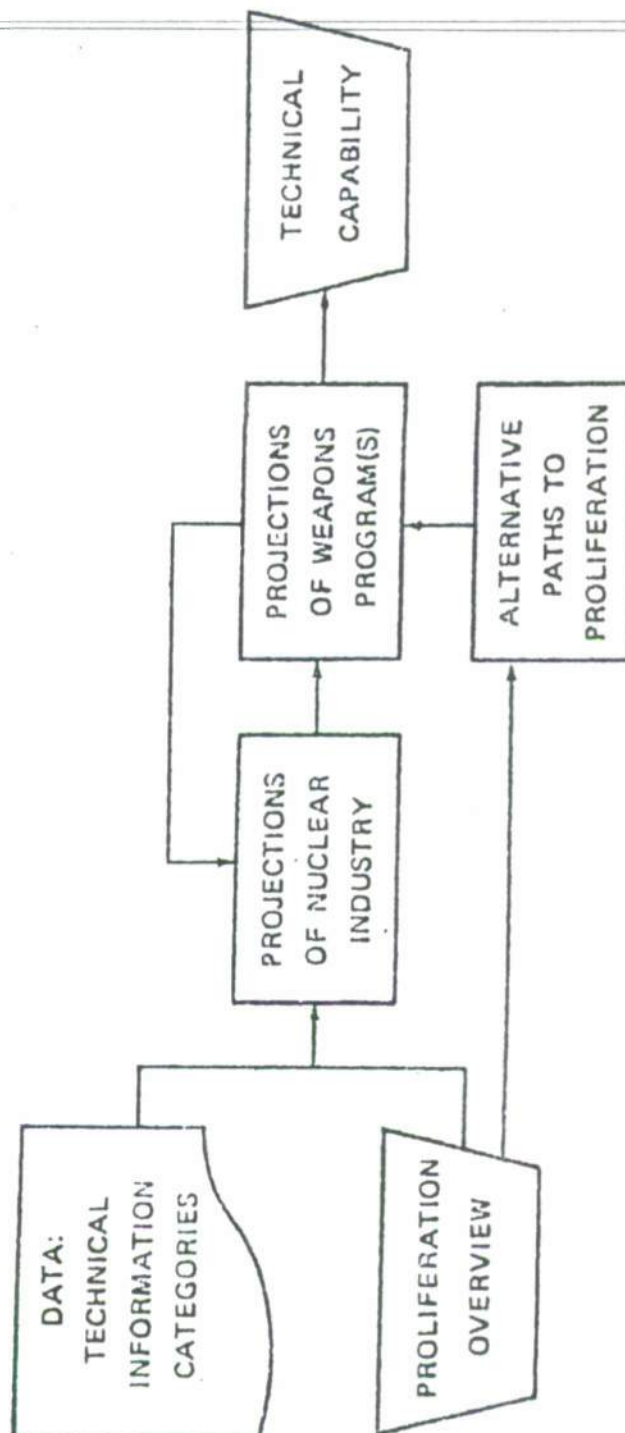 DATA:
TECHNICAL
INFORMATION
CATEGORIES
PROLIFERATION
OVERVIEW
PROJECTIONS
OF NUCLEAR
INDUSTRY
PROJECTIONS
OF WEAPONS
PROGRAM(S)
ALTERNATIVE
PATHS TO
PROLIFERATION
TECHNICAL
CAPABILITY